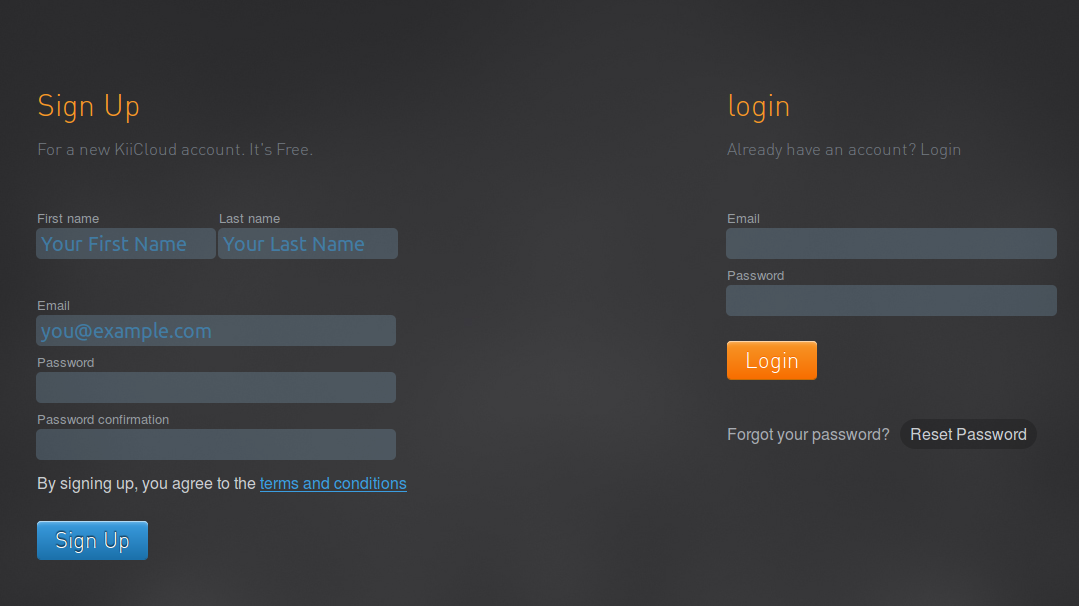 Sign Up
For a new KiiCloud account. It's Free.
First name Last name
Your First Name Your Last Name
Email
you@example.com
Password
Password confirmation
By signing up, you agree to the terms and conditions
Sign Up
login
Already have an account? Login
Email
Password
Login
Forgot your password? Reset Password